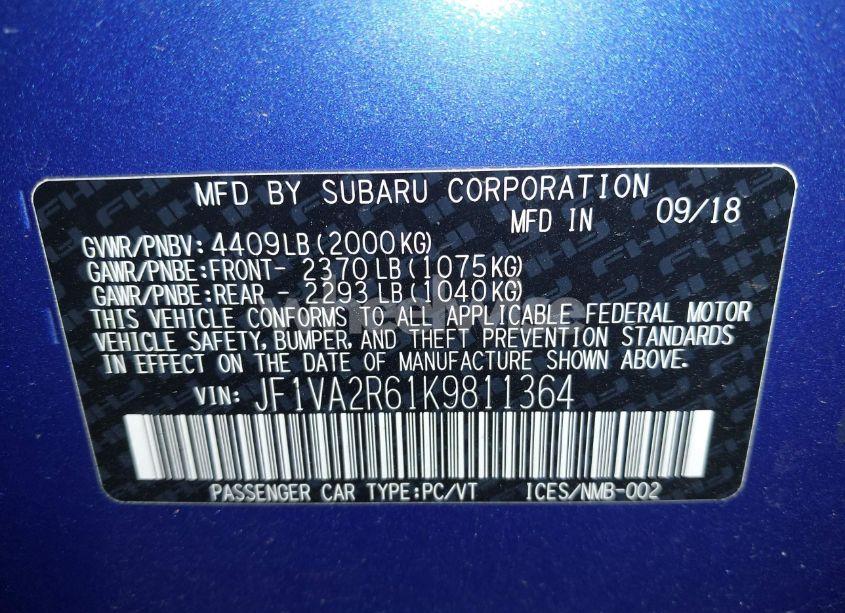 MFD BY SUBARU CORPORATION
MFD IN 09/18
GVWR/PNBV: 4409LB(2000KG)
GAWR/PNBE:FRONT- 2370LB(1075KG)
GAWR/PNBE:REAR - 2293LB(1040KG)
THIS VEHICLE CONFORMS TO ALL APPLICABLE FEDERAL MOTOR
VEHICLE SAFETY, BUMPER, AND THEFT PREVENTION STANDARDS
IN EFFECT ON THE DATE OF MANUFACTURE SHOWN ABOVE.
VIN: JF1VA2R61K9811364
PASSENGER CAR TYPE:PC/VT ICES/NMB-002